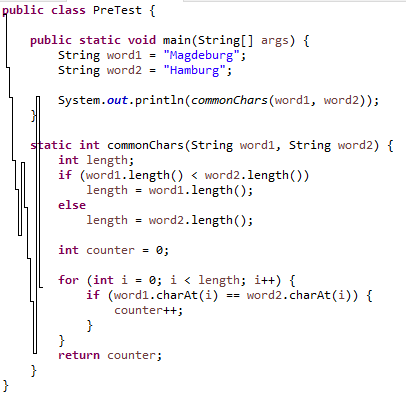 public class PreTest {
public static void main(String[] args) {
String word1 = "Magdeburg";
String word2 = "Hamburg";
System.out.println(commonChars(word1, word2));
}
static int commonChars(String word1, String word2) {
int length;
if (word1.length() < word2.length())
length = word1.length();
else
length = word2.length();
int counter = 0;
for (int i = 0; i < length; i++) {
if (word1.charAt(i) == word2.charAt(i)) {
counter++;
}
}
return counter;
}
}